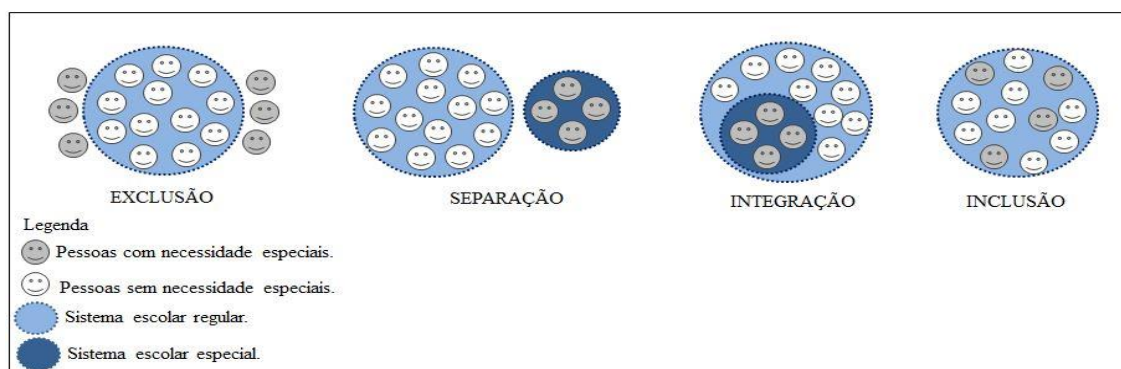 EXCLUSÃO
SEPARAÇÃO
INTEGRAÇÃO
INCLUSÃO
Legenda
Pessoas com necessidade especiais.
Pessoas sem necessidade especiais.
Sistema escolar regular.
Sistema escolar especial.